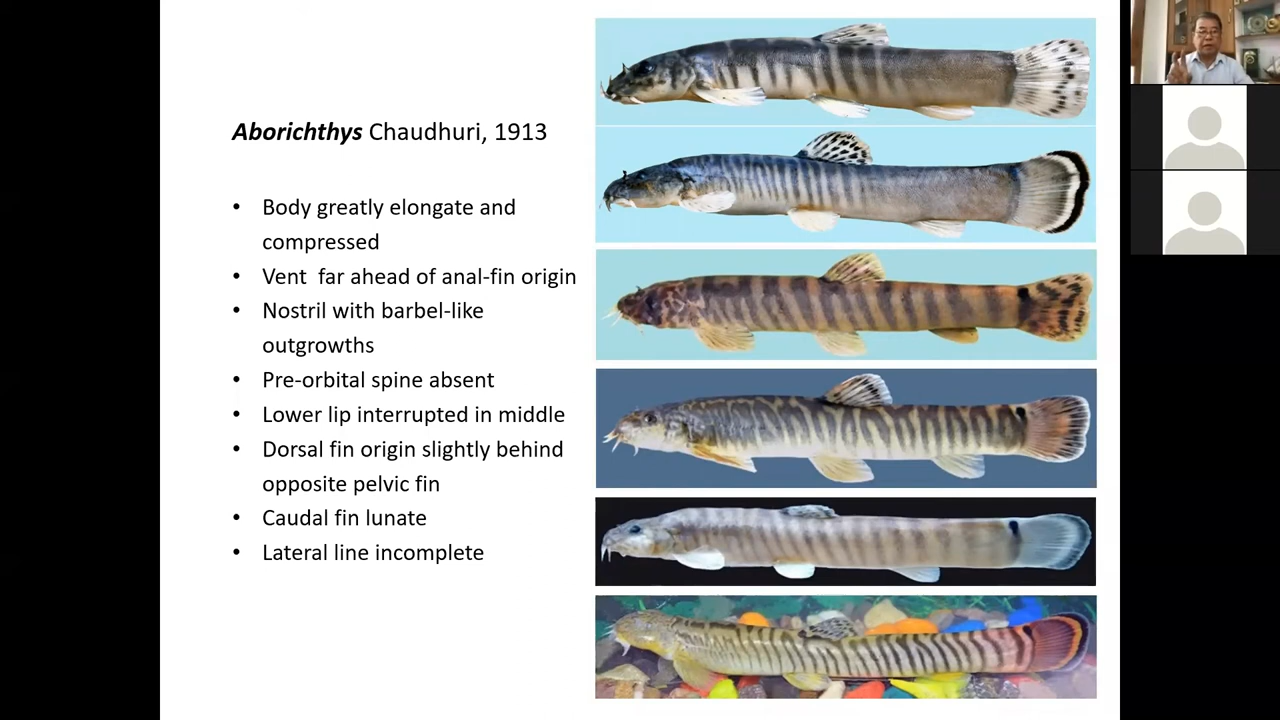 Aborichthys Chaudhuri, 1913
• Body greatly elongate and
compressed
• Vent far ahead of anal-fin origin
• Nostril with barbel-like
outgrowths
• Pre-orbital spine absent
• Lower lip interrupted in middle
• Dorsal fin origin slightly behind
opposite pelvic fin
• Caudal fin lunate
• Lateral line incomplete